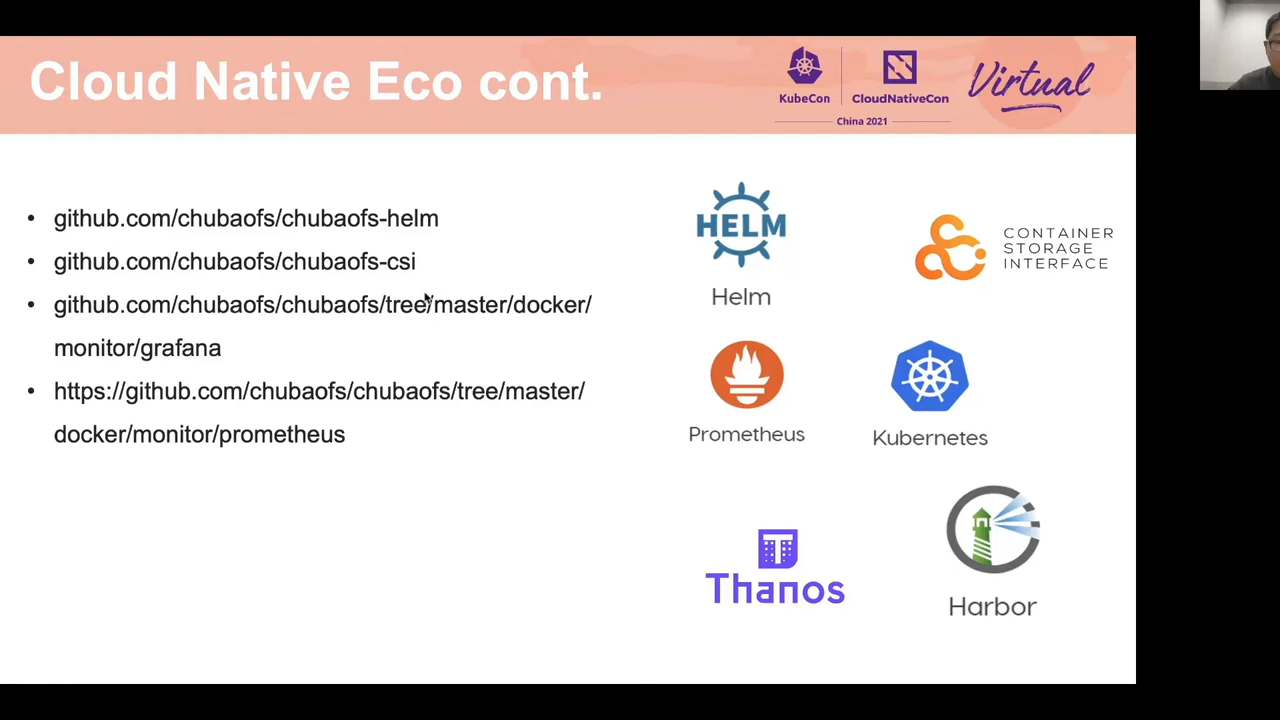 Cloud Native Eco cont.
KubeCon
CloudNativeCon
China 2021
Virtual
• github.com/chubaofs/chubaofs-helm
• github.com/chubaofs/chubaofs-csi
• github.com/chubaofs/chubaofs/tree/master/docker/
monitor/grafana
• https://github.com/chubaofs/chubaofs/tree/master/
docker/monitor/prometheus
HELM
Helm
CONTAINER
STORAGE
INTERFACE
Prometheus
Kubernetes
T
Thanos
Harbor